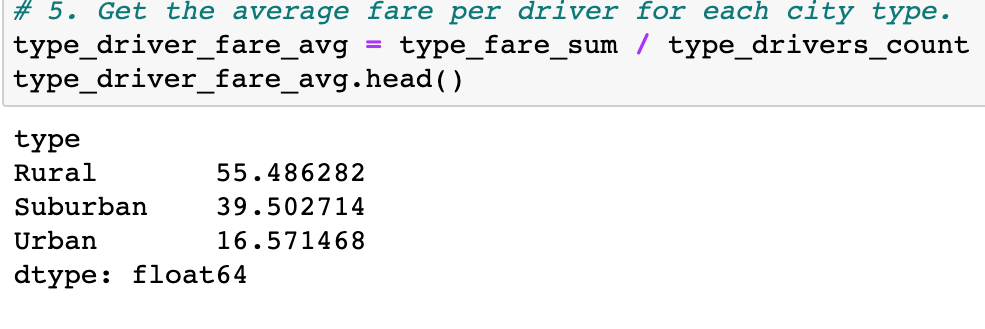 # 5. Get the average fare per driver for each city type.
type_driver_fare_avg = type_fare_sum / type_drivers_count
type_driver_fare_avg.head()
type
Rural 55.486282
Suburban 39.502714
Urban 16.571468
dtype: float64